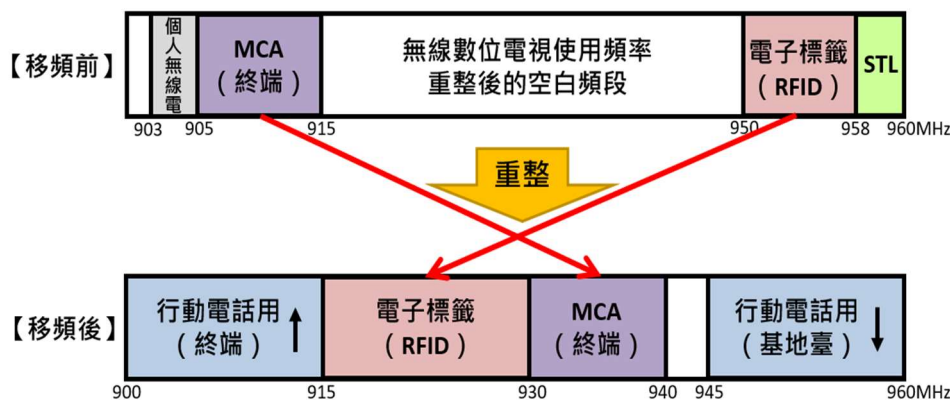 【移頻前】
個人無線電
MCA
（終端）
無線數位電視使用頻率
重整後的空白頻段
電子標籤
（RFID）
STL
903 905 915 950 958 960MHz
重整
【移頻後】
行動電話用
（終端）
電子標籤
（RFID）
MCA
（終端）
行動電話用
（基地臺）
900 915 930 940 945 960MHz